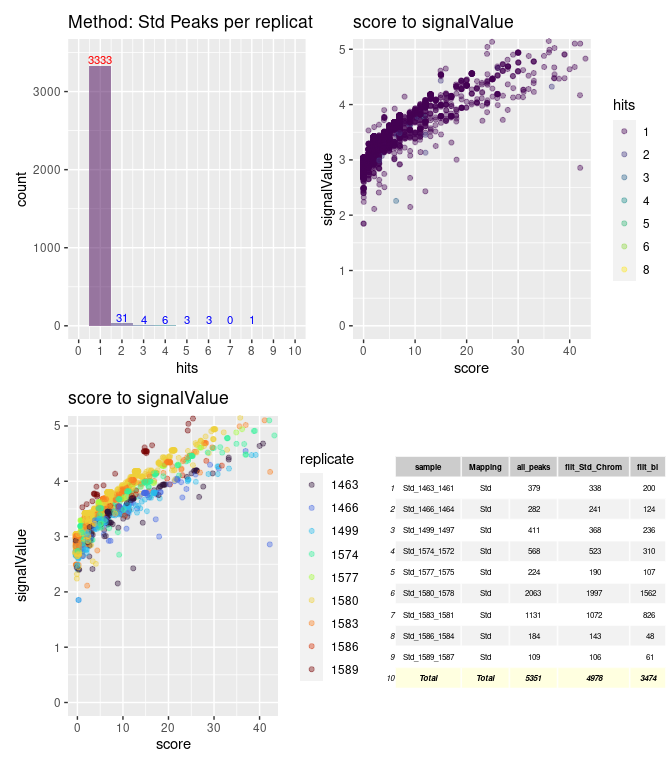 Method: Std Peaks per replicat
count
3000
2000
1000
0
3333
31
4
6
3
3
0
1
0 1 2 3 4 5 6 7 8 9 10
hits
score to signalValue
signalValue
5
4
3
2
1
0
0 10 20 30 40
score
hits
1
2
3
4
5
6
8
score to signalValue
signalValue
5
4
3
2
1
0
0 10 20 30 40
score
replicate
1463
1466
1499
1574
1577
1580
1583
1586
1589
sample Mapping all_peaks filt_Std_Chrom filt_bl
1 Std_1463_1461 Std 379 338 200
2 Std_1466_1464 Std 282 241 124
3 Std_1499_1497 Std 411 368 236
4 Std_1574_1572 Std 568 523 310
5 Std_1577_1575 Std 224 190 107
6 Std_1580_1578 Std 2063 1997 1562
7 Std_1583_1581 Std 1131 1072 826
8 Std_1586_1584 Std 184 143 48
9 Std_1589_1587 Std 109 106 61
10 Total Total 5351 4978 3474